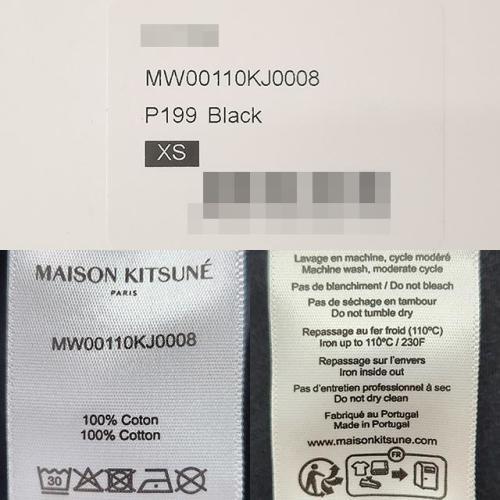 MW00110KJ0008
P199 Black
XS
MAISON KITSUNÉ
PARIS
MW00110KJ0008
100% Coton
100% Cotton
30
Lavage en machine, cycle modéré
Machine wash, moderate cycle
Pas de blanchiment / Do not bleach
Pas de séchage en tambour
Do not tumble dry
Repassage au fer froid (110ºC)
Iron up to 110ºC / 230F
Repassage sur l'envers
Iron inside out
Pas d'entretien professionnel à sec
Do not dry clean
Fabriqué au Portugal
Made in Portugal
www.maisonkitsune.com
FR